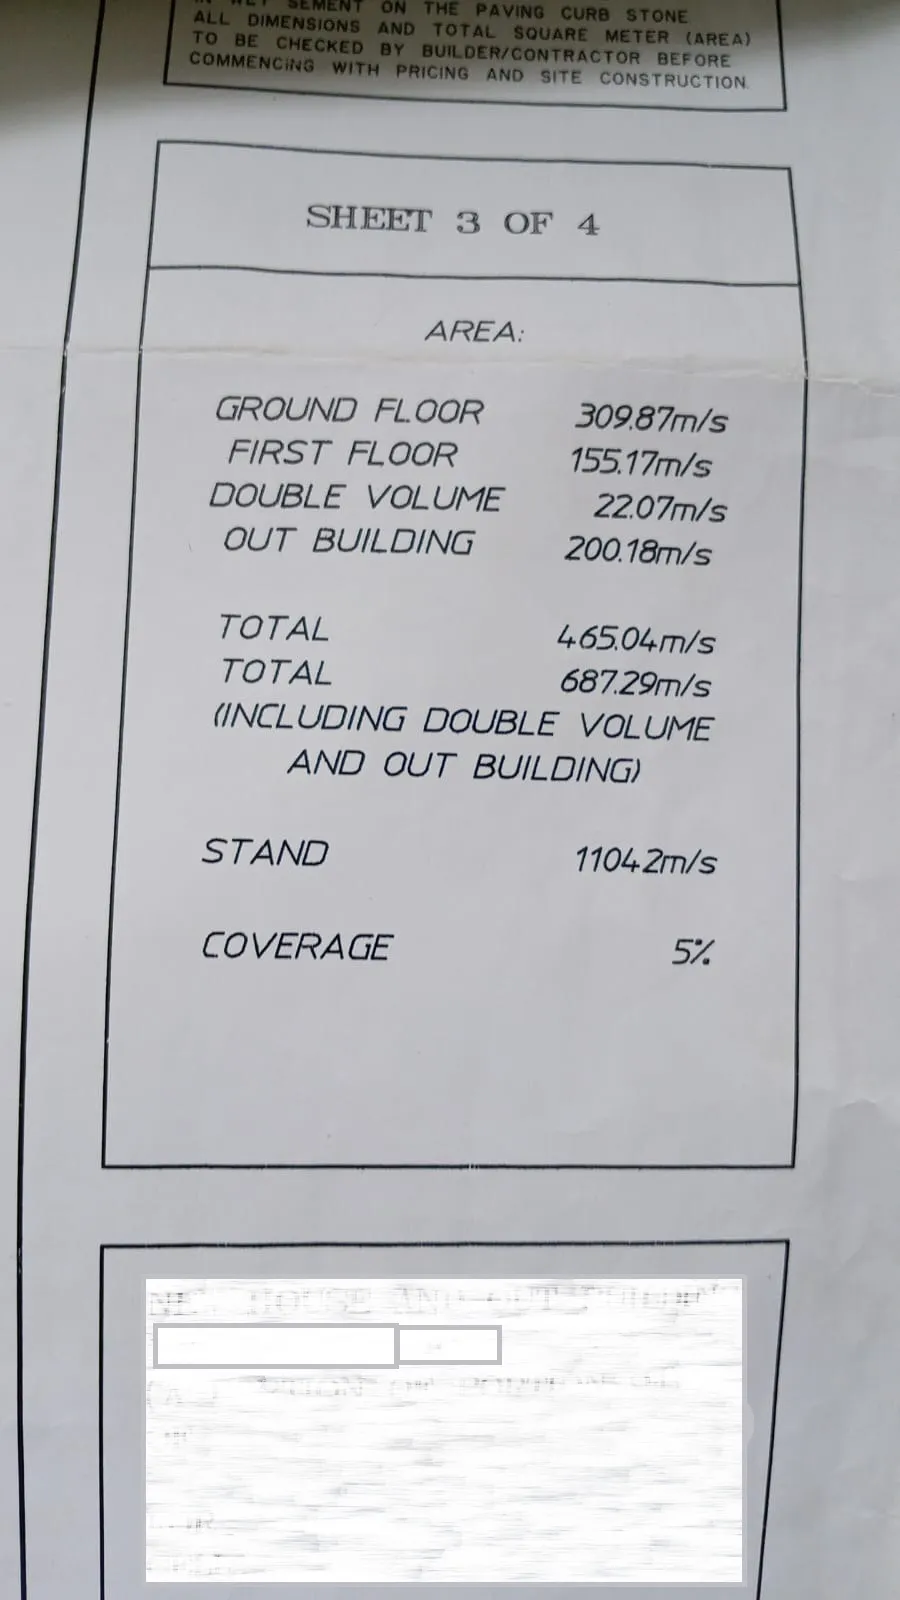 SEMENT ON THE PAVING CURB STONE
ALL DIMENSIONS AND TOTAL SQUARE METER (AREA)
TO BE CHECKED BY BUILDER/CONTRACTOR BEFORE
COMMENCING WITH PRICING AND SITE CONSTRUCTION.
SHEET 3 OF 4
AREA:
GROUND FLOOR 309.87m/s
FIRST FLOOR 155.17m/s
DOUBLE VOLUME 22.07m/s
OUT BUILDING 200.18m/s
TOTAL 465.04m/s
TOTAL 687.29m/s
(INCLUDING DOUBLE VOLUME
AND OUT BUILDING)
STAND 11042m/s
COVERAGE 5%